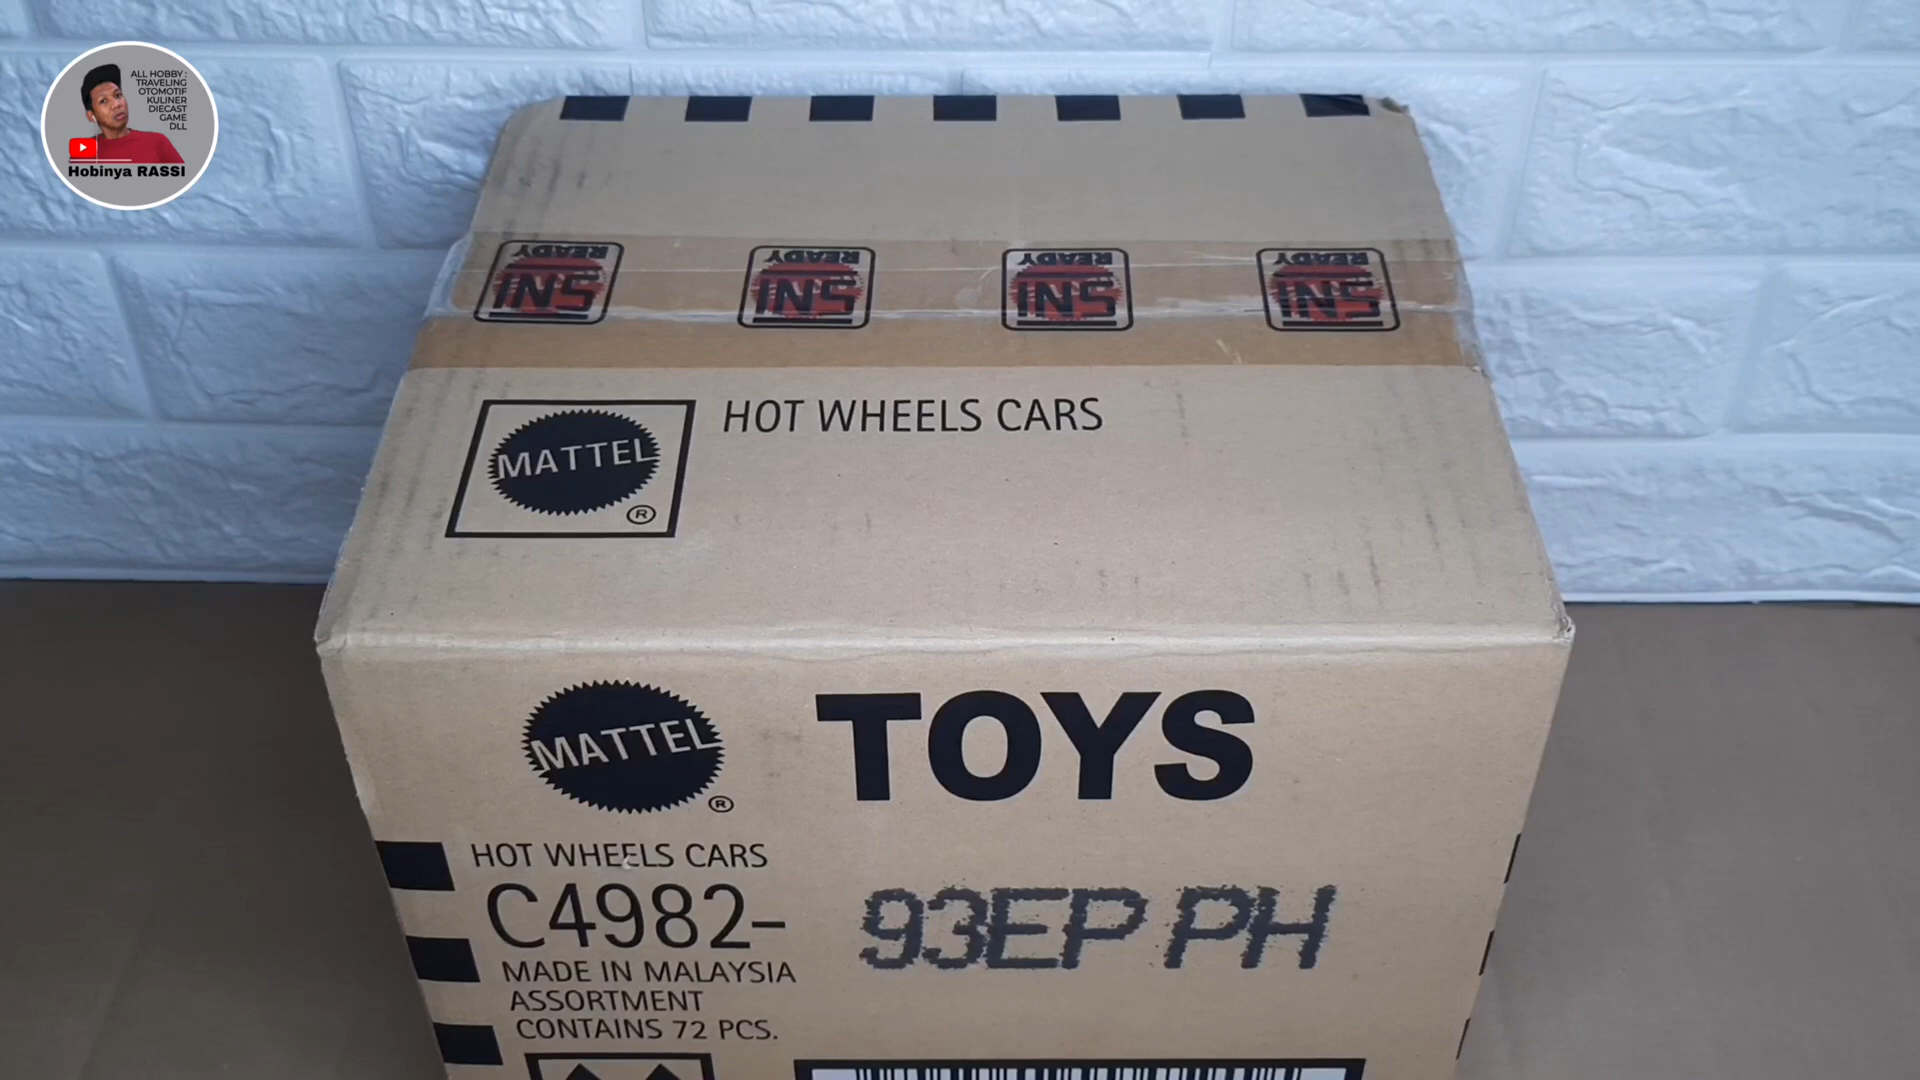 ALL HOBBY :
TRAVELING
OTOMOTIF
KULINER
DIECAST
GAME
DLL
Hobinya RASSI
READY READY READY READY
SNI SNI SNI SNI
MATTEL
®
HOT WHEELS CARS
MATTEL
®
TOYS
HOT WHEELS CARS
C4982- 93EP PH
MADE IN MALAYSIA
ASSORTMENT
CONTAINS 72 PCS.